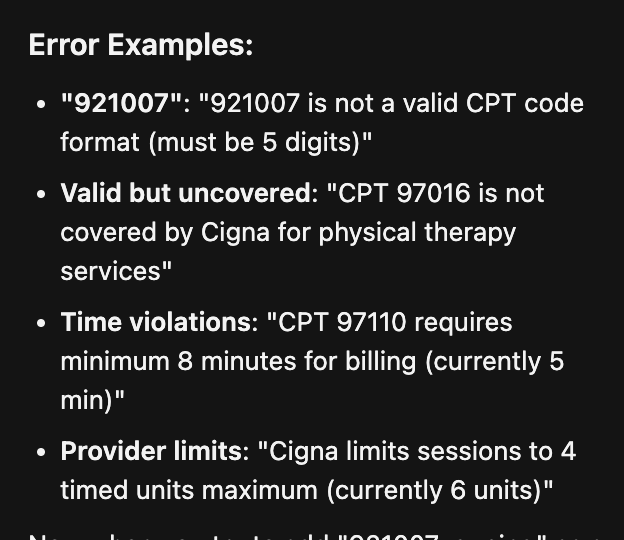 Error Examples:
• "921007": "921007 is not a valid CPT code
format (must be 5 digits)"
• Valid but uncovered: "CPT 97016 is not
covered by Cigna for physical therapy
services"
• Time violations: "CPT 97110 requires
minimum 8 minutes for billing (currently 5
min)"
• Provider limits: "Cigna limits sessions to 4
timed units maximum (currently 6 units)"